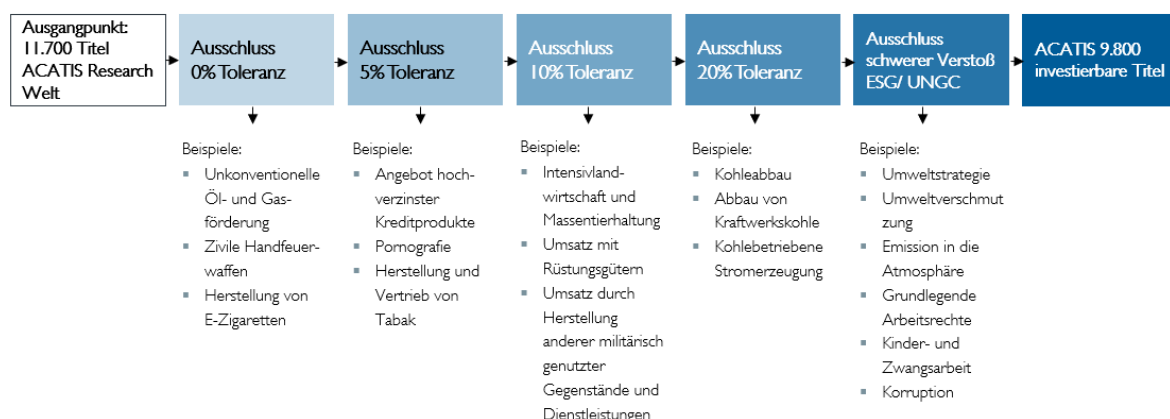 Ausgangpunkt:
11.700 Titel
ACATIS Research
Welt
Ausschluss
0% Toleranz
Ausschluss
5% Toleranz
Ausschluss
10% Toleranz
Ausschluss
20% Toleranz
Ausschluss
schwerer Verstoß
ESG/ UNGC
ACATIS 9.800
investierbare Titel
Beispiele:
Unkonventionelle
Öl- und Gas-
förderung
Zivile Handfeuer-
waffen
Herstellung von
E-Zigaretten
Beispiele:
Angebot hoch-
verzinster
Kreditprodukte
Pornografie
Herstellung und
Vertrieb von
Tabak
Beispiele:
Intensivland-
wirtschaft und
Massentierhaltung
Umsatz mit
Rüstungsgütern
Umsatz durch
Herstellung
anderer militärisch
genutzter
Gegenstände und
Dienstleistungen
Beispiele:
Kohleabbau
Abbau von
Kraftwerkskohle
Kohlebetriebene
Stromerzeugung
Beispiele:
Umweltstrategie
Umweltverschmut
zung
Emission in die
Atmosphäre
Grundlegende
Arbeitsrechte
Kinder- und
Zwangsarbeit
Korruption